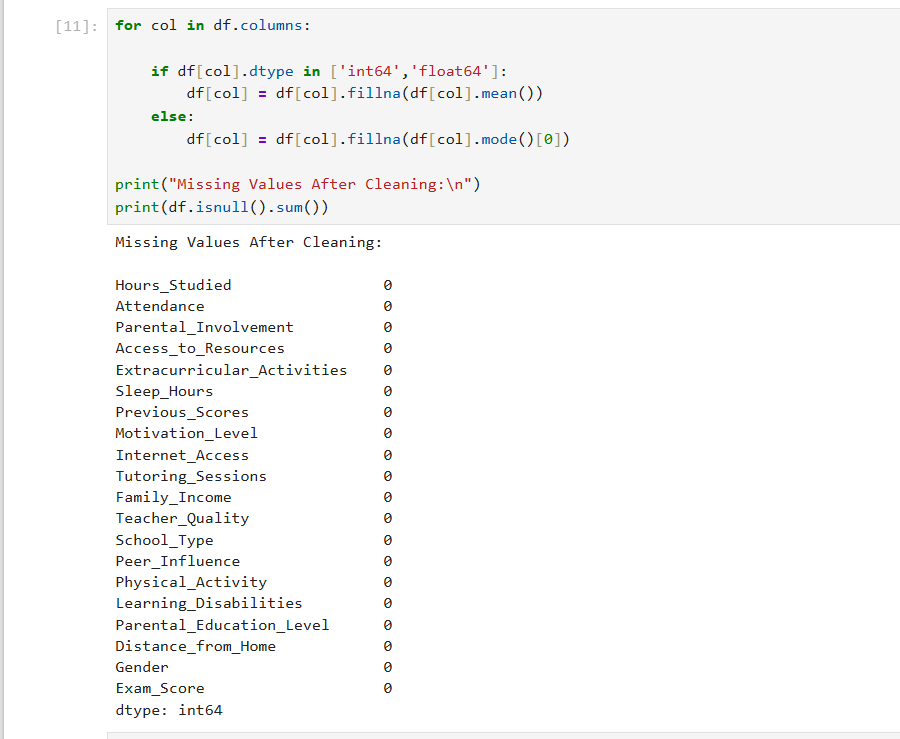 [11]: for col in df.columns:
if df[col].dtype in ['int64','float64']:
df[col] = df[col].fillna(df[col].mean())
else:
df[col] = df[col].fillna(df[col].mode()[0])
print("Missing Values After Cleaning:\n")
print(df.isnull().sum())
Missing Values After Cleaning:
Hours_Studied 0
Attendance 0
Parental_Involvement 0
Access_to_Resources 0
Extracurricular_Activities 0
Sleep_Hours 0
Previous_Scores 0
Motivation_Level 0
Internet_Access 0
Tutoring_Sessions 0
Family_Income 0
Teacher_Quality 0
School_Type 0
Peer_Influence 0
Physical_Activity 0
Learning_Disabilities 0
Parental_Education_Level 0
Distance_from_Home 0
Gender 0
Exam_Score 0
dtype: int64